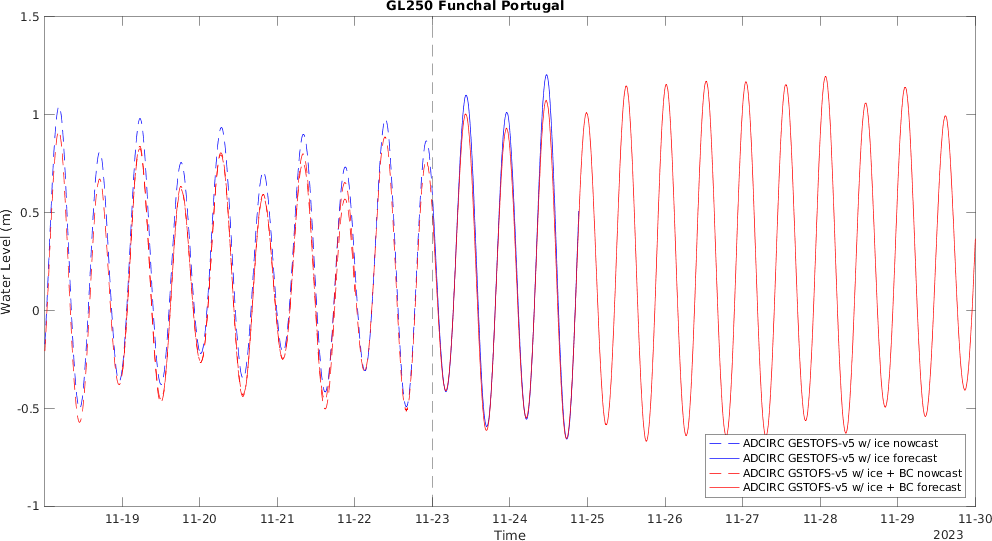 GL250 Funchal Portugal
1.5
1
0.5
0
-0.5
-1
Water Level (m)
ADCIRC GESTOFS-v5 w/ ice nowcast
ADCIRC GESTOFS-v5 w/ ice forecast
ADCIRC GSTOFS-v5 w/ ice + BC nowcast
ADCIRC GSTOFS-v5 w/ ice + BC forecast
11-19 11-20 11-21 11-22 11-23 11-24 11-25 11-26 11-27 11-28 11-29 11-30
Time
2023